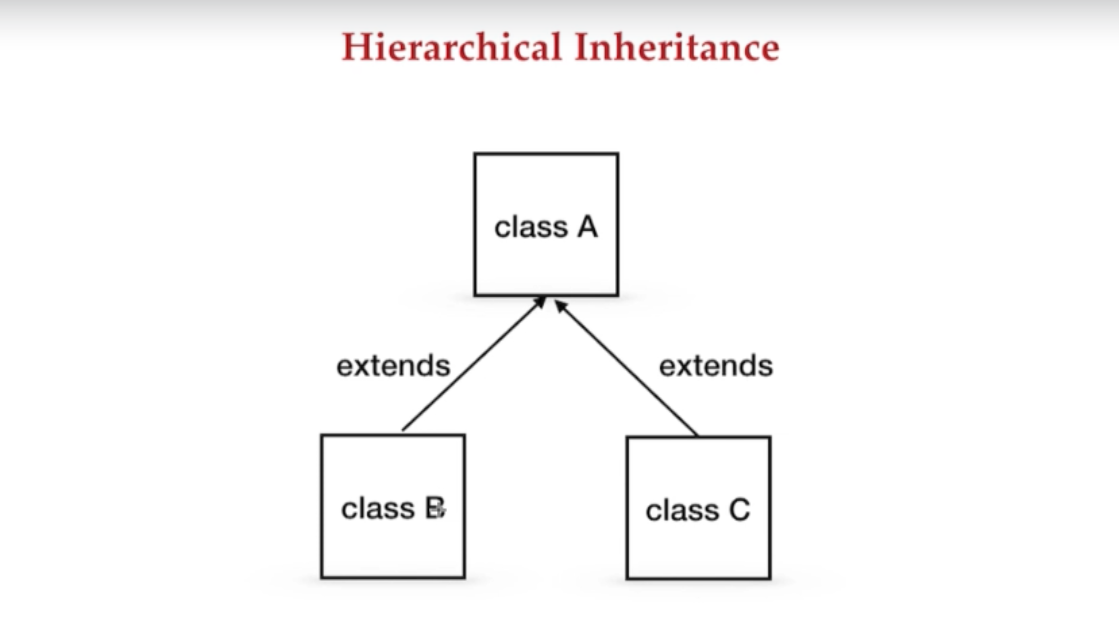 Hierarchical Inheritance
class A
extends
extends
class B
class C